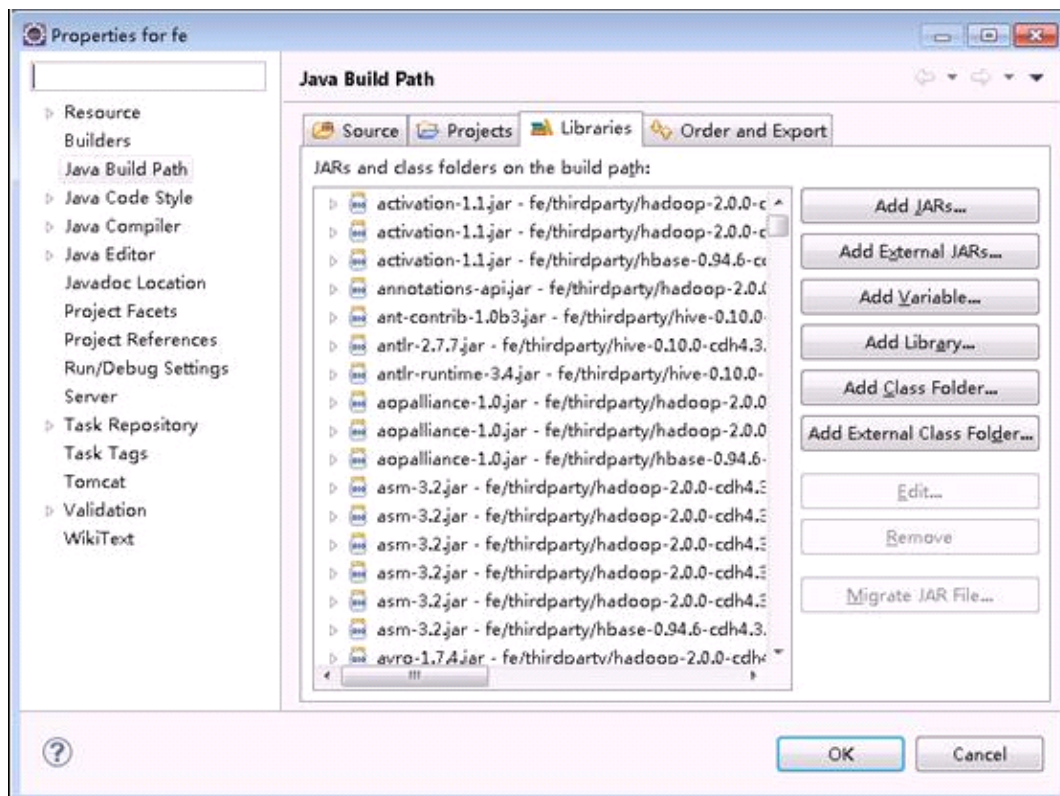 Properties for fe
Java Build Path
Resource
Builders
Java Build Path
Java Code Style
Java Compiler
Java Editor
Javadoc Location
Project Facets
Project References
Run/Debug Settings
Server
Task Repository
Task Tags
Tomcat
Validation
WikiText
Source
Projects
Libraries
Order and Export
JARs and class folders on the build path:
activation-1.1.jar - fe/thirdparty/hadoop-2.0.0-c
activation-1.1.jar - fe/thirdparty/hadoop-2.0.0-c
activation-1.1.jar - fe/thirdparty/hbase-0.94.6-cc
annotations-api.jar - fe/thirdparty/hadoop-2.0.0
ant-contrib-1.0b3.jar - fe/thirdparty/hive-0.10.0-
antlr-2.7.7.jar - fe/thirdparty/hive-0.10.0-cdh4.3.
antlr-runtime-3.4.jar - fe/thirdparty/hive-0.10.0-
aopalliance-1.0.jar - fe/thirdparty/hadoop-2.0.0
aopalliance-1.0.jar - fe/thirdparty/hadoop-2.0.0
aopalliance-1.0.jar - fe/thirdparty/hbase-0.94.6-
asm-3.2.jar - fe/thirdparty/hadoop-2.0.0-cdh4.3
asm-3.2.jar - fe/thirdparty/hadoop-2.0.0-cdh4.3
asm-3.2.jar - fe/thirdparty/hadoop-2.0.0-cdh4.3
asm-3.2.jar - fe/thirdparty/hadoop-2.0.0-cdh4.3
asm-3.2.jar - fe/thirdparty/hadoop-2.0.0-cdh4.3
asm-3.2.jar - fe/thirdparty/hbase-0.94.6-cdh4.3.
avro-1.7.4.jar - fe/thirdparty/hadoop-2.0.0-cdh4
Add JARs...
Add External JARs...
Add Variable...
Add Library...
Add Class Folder...
Add External Class Folder...
Edit...
Remove
Migrate JAR File...
OK
Cancel